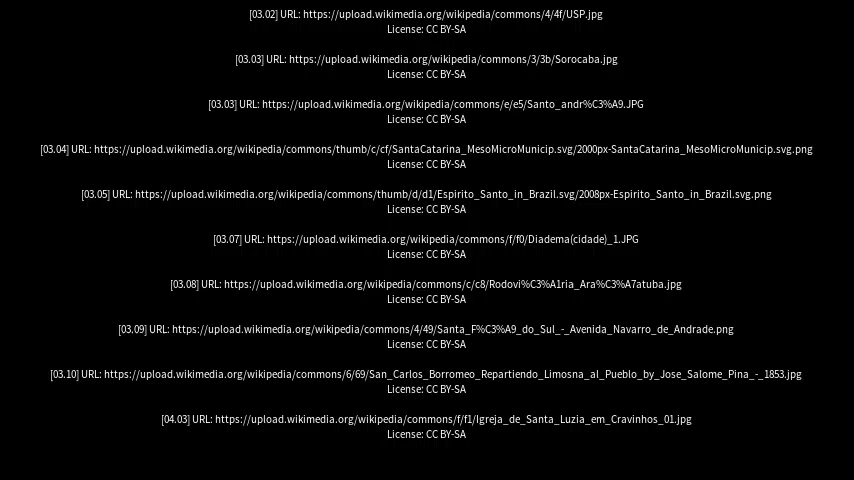 [03.02] URL: https://upload.wikimedia.org/wikipedia/commons/4/4f/USP.jpg
License: CC BY-SA
[03.03] URL: https://upload.wikimedia.org/wikipedia/commons/3/3b/Sorocaba.jpg
License: CC BY-SA
[03.03] URL: https://upload.wikimedia.org/wikipedia/commons/e/e5/Santo_andr%C3%A9.JPG
License: CC BY-SA
[03.04] URL: https://upload.wikimedia.org/wikipedia/commons/thumb/c/cf/SantaCatarina_MesoMicroMunicip.svg/2000px-SantaCatarina_MesoMicroMunicip.svg.png
License: CC BY-SA
[03.05] URL: https://upload.wikimedia.org/wikipedia/commons/thumb/d/d1/Espirito_Santo_in_Brazil.svg/2008px-Espirito_Santo_in_Brazil.svg.png
License: CC BY-SA
[03.07] URL: https://upload.wikimedia.org/wikipedia/commons/f/f0/Diadema(cidade)_1.JPG
License: CC BY-SA
[03.08] URL: https://upload.wikimedia.org/wikipedia/commons/c/c8/Rodovi%C3%A1ria_Ara%C3%A7atuba.jpg
License: CC BY-SA
[03.09] URL: https://upload.wikimedia.org/wikipedia/commons/4/49/Santa_F%C3%A9_do_Sul_-_Avenida_Navarro_de_Andrade.png
License: CC BY-SA
[03.10] URL: https://upload.wikimedia.org/wikipedia/commons/6/69/San_Carlos_Borromeo_Repartiendo_Limosna_al_Pueblo_by_Jose_Salome_Pina_-_1853.jpg
License: CC BY-SA
[04.03] URL: https://upload.wikimedia.org/wikipedia/commons/f/f1/Igreja_de_Santa_Luzia_em_Cravinhos_01.jpg
License: CC BY-SA